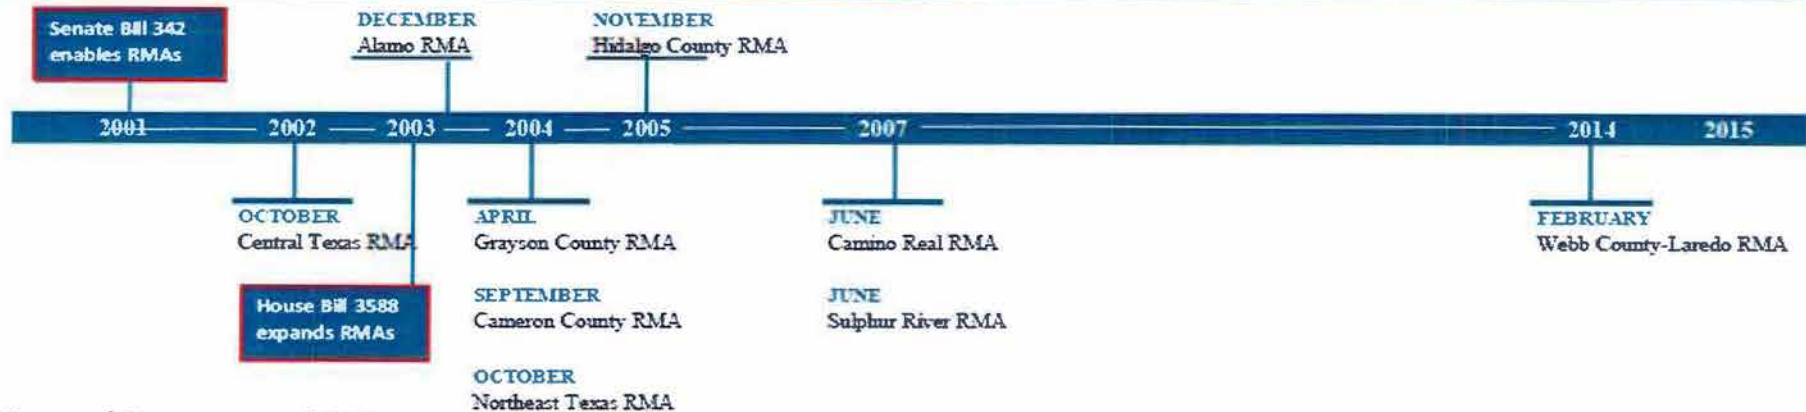 Senate Bill 342
enables RMAs
DECEMBER
Alamo RMA
NOVEMBER
Hidalgo County RMA
2001 2002 2003 2004 2005 2007 2014 2015
OCTOBER
Central Texas RMA
House Bill 3588
expands RMAs
APRIL
Grayson County RMA
SEPTEMBER
Cameron County RMA
OCTOBER
Northeast Texas RMA
JUNE
Camino Real RMA
JUNE
Sulphur River RMA
FEBRUARY
Webb County-Laredo RMA